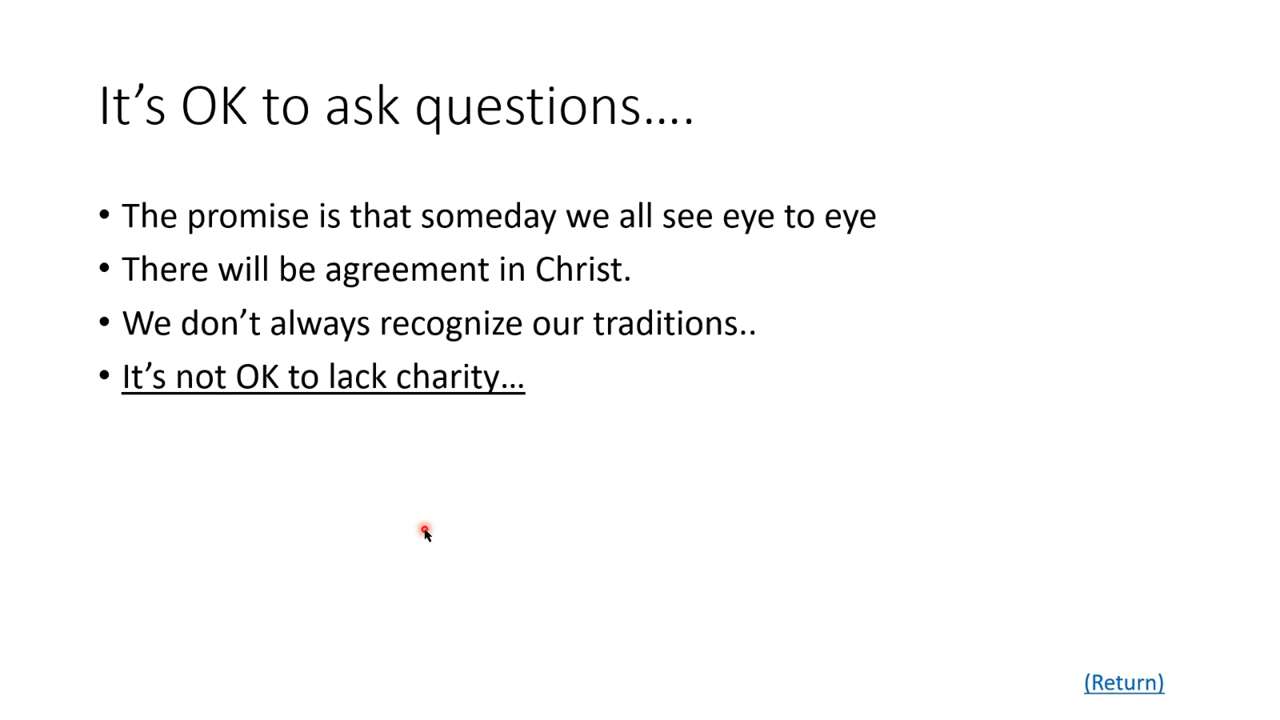 It’s OK to ask questions….
• The promise is that someday we all see eye to eye
• There will be agreement in Christ.
• We don’t always recognize our traditions..
• It’s not OK to lack charity…
(Return)